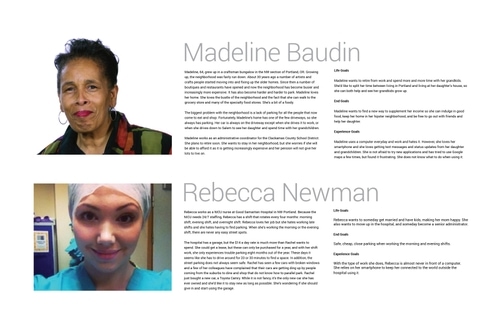 Madeline Baudin
Madeline, 64, grew up in a craftsman bungalow in the NW section of Portland, OR. Growing
up, the neighborhood was fairly run down. About 30 years ago a number of artists and
crafty people started moving into and fixing up the older homes. Since then a number of
boutiques and restaurants have opened and now the neighborhood has become busier and
increasingly more expensive. It has also become harder and harder to park. Madeline loves
her home. She loves the bustle of the neighborhood and the fact that she can walk to the
grocery store and many of the specialty food stores. She's a bit of a foody.
The biggest problem with the neighborhood is a lack of parking for all the people that now
come to eat and shop. Fortunately Madeline's home has one of the few driveways, so she
always has parking. Her car is always on the driveway except when she drives it to work, or
when she drives down to Salem to see her daughter and spend time with her grandchildren.
Madeline works as an administrative coordinator for the Clackamas County School District.
She plans to retire soon. She wants to stay in the neighborhood, but she worries if she will
be able to afford it as it is getting increasingly expensive and her pension will not give her
a lot to live on.
Life Goals
Madeline wants to retire from work and spend more and more time with her grandkids.
She'd like to split her time between living in Portland and living at her daughter's house, so
she can both help and see her grandkids grow up.
End Goals
Madeline wants to find a new way to supplement her income so she can indulge in good
food, keep her home in her hipster neighborhood, and be free to go out with friends and
help her daughter.
Experience Goals
Madeline uses a computer everyday at work and hates it. However, she loves her
smartphone and she loves getting text messages and status updates from her daughter
and grandchildren. She is not afraid to try new applications and has tried to use Google
maps a few times, but found it frustrating. She does not know what to do when using it.
Rebecca Newman
Rebecca works as a NICU nurse at Good Samaritan hospital in NW Portland. Because the
NICU needs 24/7 staffing, Rebecca has a shift that rotates every four months: morning
shift, evening shift, and overnight shift. Rebecca loves her job but she hates working late
shifts and she hates having to find parking. When she's working the morning or the evening
shift, there are never any easy street spots.
The hospital has a garage, but the $14 a day rate is much more than Rachel wants to
spend. She could get a pass, but these can only be purchased for a year, and with her shift
work, she only experiences trouble parking eight months out of the year. These days it
seems like she has to drive around for 20 or 30 minutes to find a space. In addition, the
street parking does not always seem safe. Rachel has seen a few cars with broken windows
and a few of her colleagues have complained that their cars are getting dinged up by people
coming from the suburbs to dine and shop that do not know how to parallel park. Rachel
just bought a new car, a Toyota Camry. While it is not fancy, it's the only new car she has
ever owned and she'd like it to stay new as long as possible. She's wondering if she should
give in and start using the garage.
Life Goals
Rebecca wants to someday get married and have kids, making her mom happy. She
also wants to move up in the hospital, and someday become a senior administrator.
End Goals
Safe, cheap, close parking when working the morning and evening shifts.
Experience Goals
With the type of work she does, Rebecca is almost never in front of a computer.
She relies on her smartphone to keep her connected to the world outside the
hospital using it.